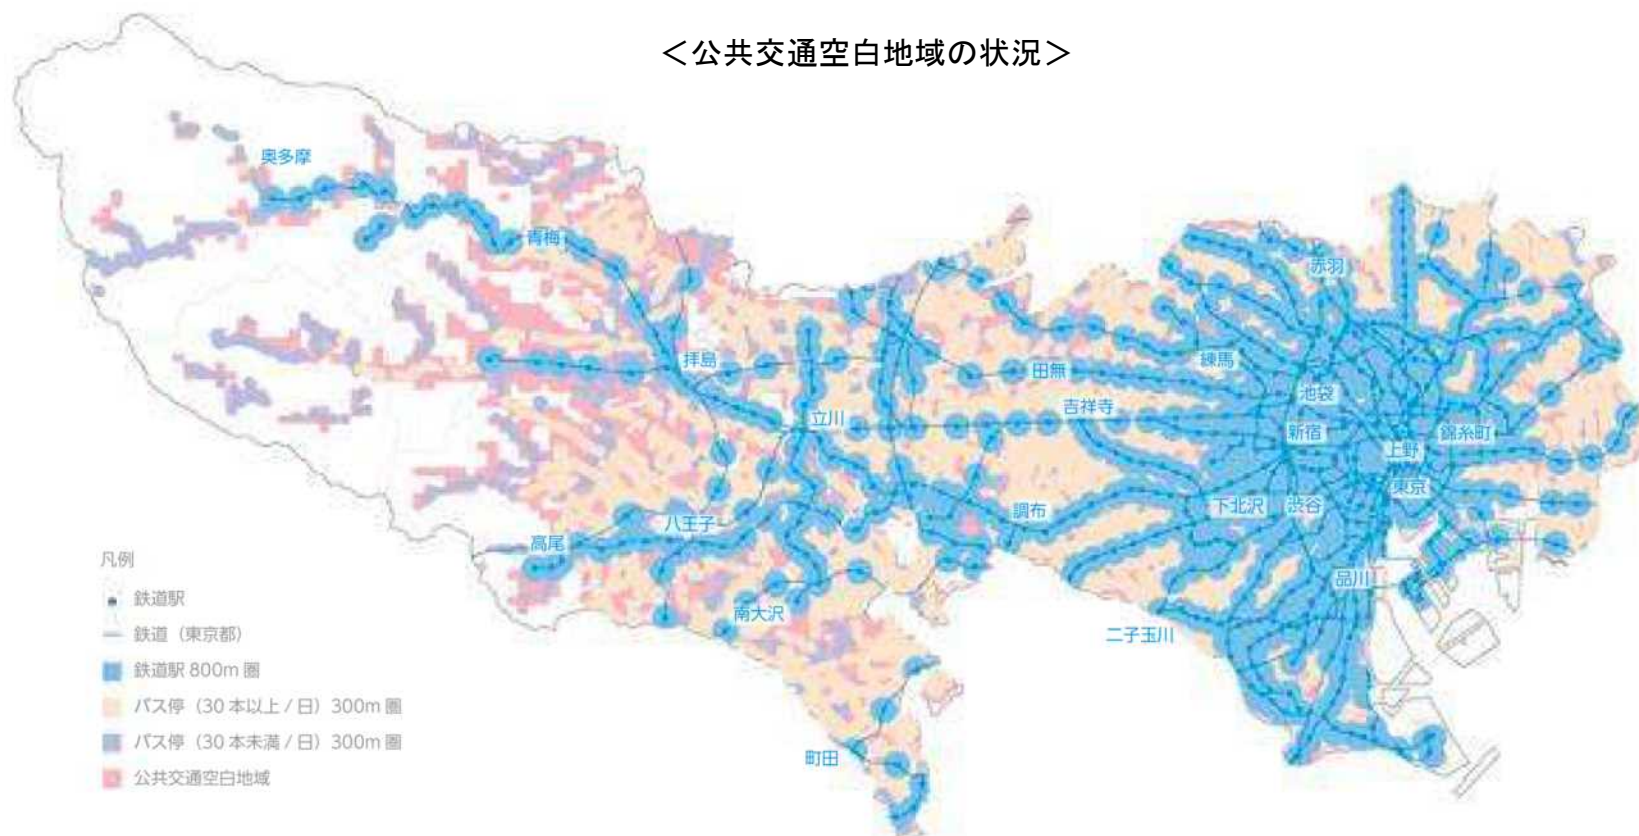 ＜公共交通空白地域の状況＞
奥多摩
青梅
赤羽
拝島
練馬
田無
池袋
吉祥寺
立川
新宿
錦糸町
上野
東京
下北沢
渋谷
調布
八王子
高尾
品川
南大沢
二子玉川
町田
凡例
鉄道駅
鉄道（東京都）
鉄道駅 800m 圏
バス停（30 本以上 / 日）300m 圏
バス停（30 本未満 / 日）300m 圏
公共交通空白地域